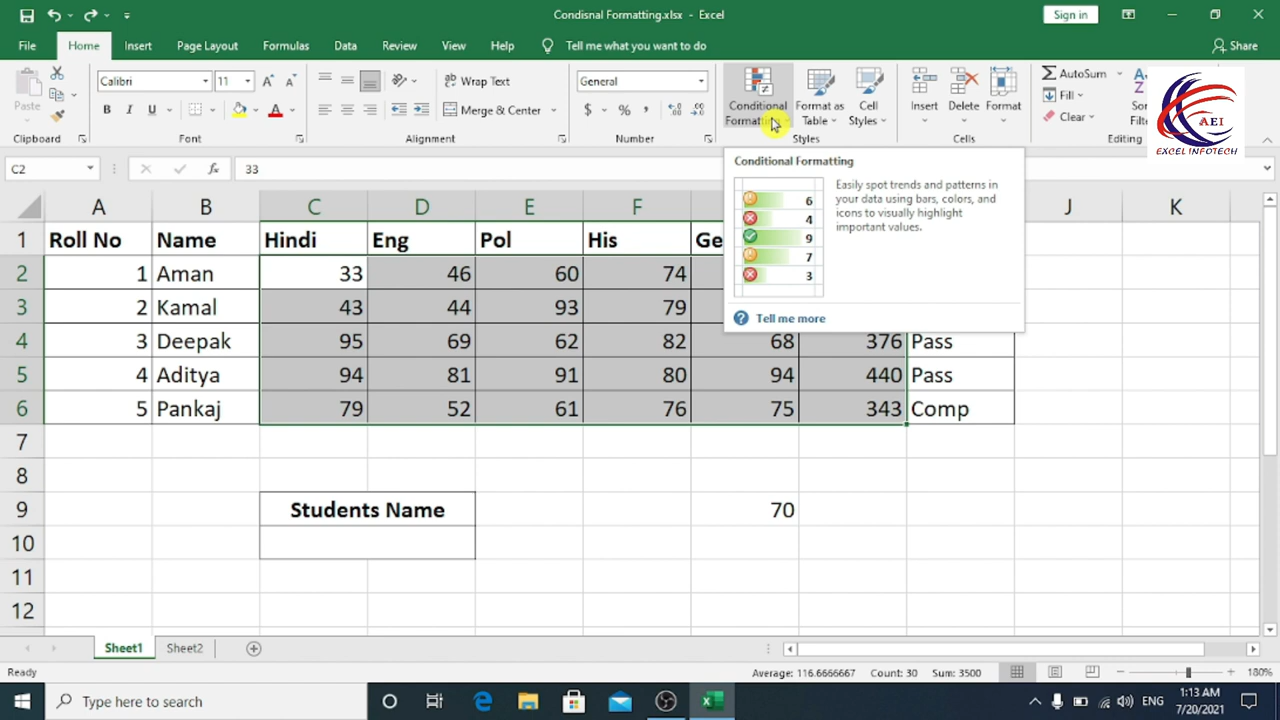 Condisnal Formatting.xlsx - Excel
Sign in
File Home Insert Page Layout Formulas Data Review View Help Tell me what you want to do Share
Paste
Clipboard
Calibri 11
B I U A
Font
Wrap Text
Merge & Center
Alignment
General
$ % ,
Number
Conditional Formatting
Format as Table
Cell Styles
Styles
Insert Delete Format
Cells
AutoSum
Fill
Clear
Editing
AEI
EXCEL INFOTECH
C2 fx 33
Conditional Formatting
6
4
9
7
3
Easily spot trends and patterns in
your data using bars, colors, and
icons to visually highlight
important values.
Tell me more
A B C D E F J K
1 Roll No Name Hindi Eng Pol His
2 1 Aman 33 46 60 74
3 2 Kamal 43 44 93 79
4 3 Deepak 95 69 62 82 68 376 Pass
5 4 Aditya 94 81 91 80 94 440 Pass
6 5 Pankaj 79 52 61 76 75 343 Comp
7
8
9 Students Name 70
10
11
12
Sheet1 Sheet2
Ready Average: 116.6666667 Count: 30 Sum: 3500 180%
Type here to search
ENG
1:13 AM
7/20/2021